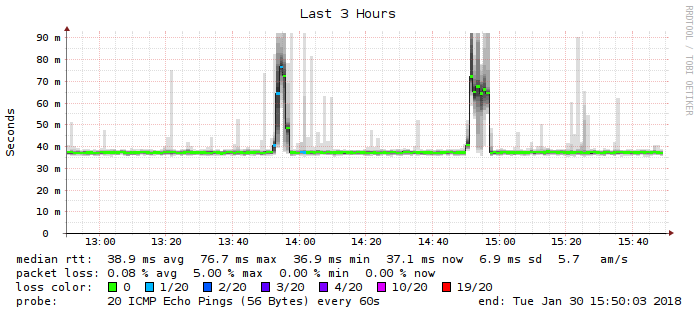 Last 3 Hours
RRDTOOL / TOBI OETIKER
Seconds
90 m
80 m
70 m
60 m
50 m
40 m
30 m
20 m
10 m
0
13:00 13:20 13:40 14:00 14:20 14:40 15:00 15:20 15:40
median rtt: 38.9 ms avg 76.7 ms max 36.9 ms min 37.1 ms now 6.9 ms sd 5.7 am/s
packet loss: 0.08 % avg 5.00 % max 0.00 % min 0.00 % now
loss color: 0 1/20 2/20 3/20 4/20 10/20 19/20
probe: 20 ICMP Echo Pings (56 Bytes) every 60s end: Tue Jan 30 15:50:03 2018